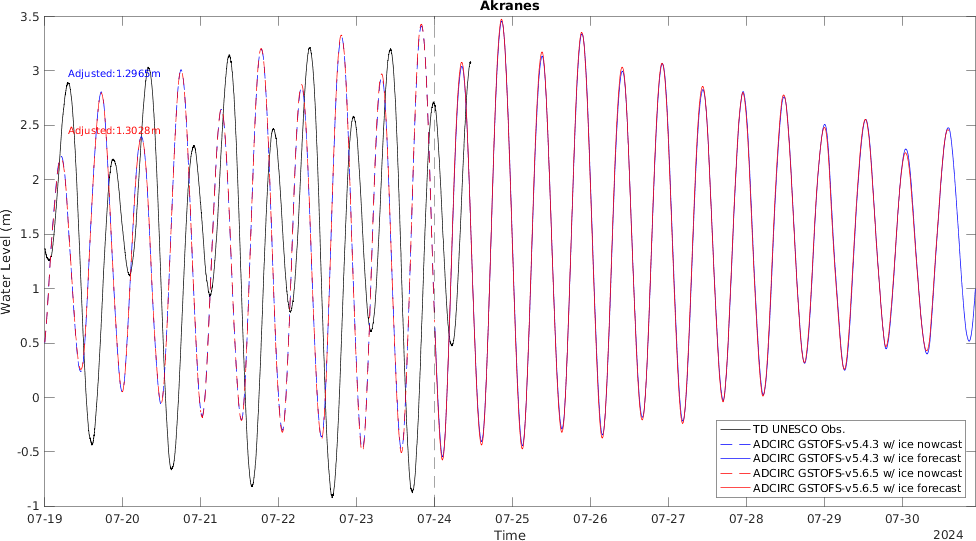 Akranes
3.5
3
2.5
2
1.5
1
0.5
0
-0.5
-1
Water Level (m)
Adjusted:1.2965m
Adjusted:1.3028m
TD UNESCO Obs.
ADCIRC GSTOFS-v5.4.3 w/ ice nowcast
ADCIRC GSTOFS-v5.4.3 w/ ice forecast
ADCIRC GSTOFS-v5.6.5 w/ ice nowcast
ADCIRC GSTOFS-v5.6.5 w/ ice forecast
07-19 07-20 07-21 07-22 07-23 07-24 07-25 07-26 07-27 07-28 07-29 07-30
Time
2024